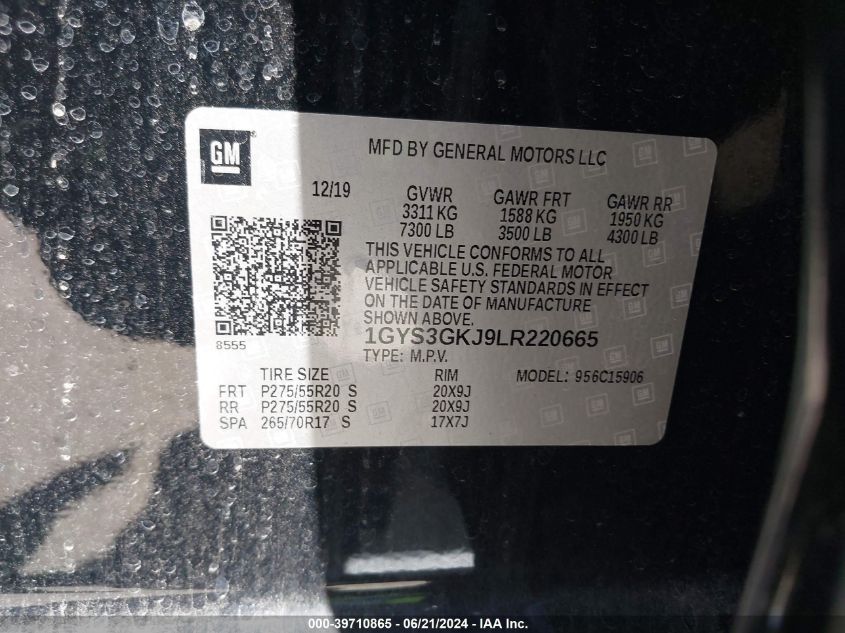 GM
MFD BY GENERAL MOTORS LLC
12/19 GVWR GAWR FRT GAWR RR
3311 KG 1588 KG 1950 KG
7300 LB 3500 LB 4300 LB
THIS VEHICLE CONFORMS TO ALL
APPLICABLE U.S. FEDERAL MOTOR
VEHICLE SAFETY STANDARDS IN EFFECT
ON THE DATE OF MANUFACTURE
SHOWN ABOVE.
8555
1GYS3GKJ9LR220665
TYPE: M.P.V.
TIRE SIZE RIM MODEL: 956C15906
FRT P275/55R20 S 20X9J
RR P275/55R20 S 20X9J
SPA 265/70R17 S 17X7J
000-39710865 - 06/21/2024 - www.iaai.com